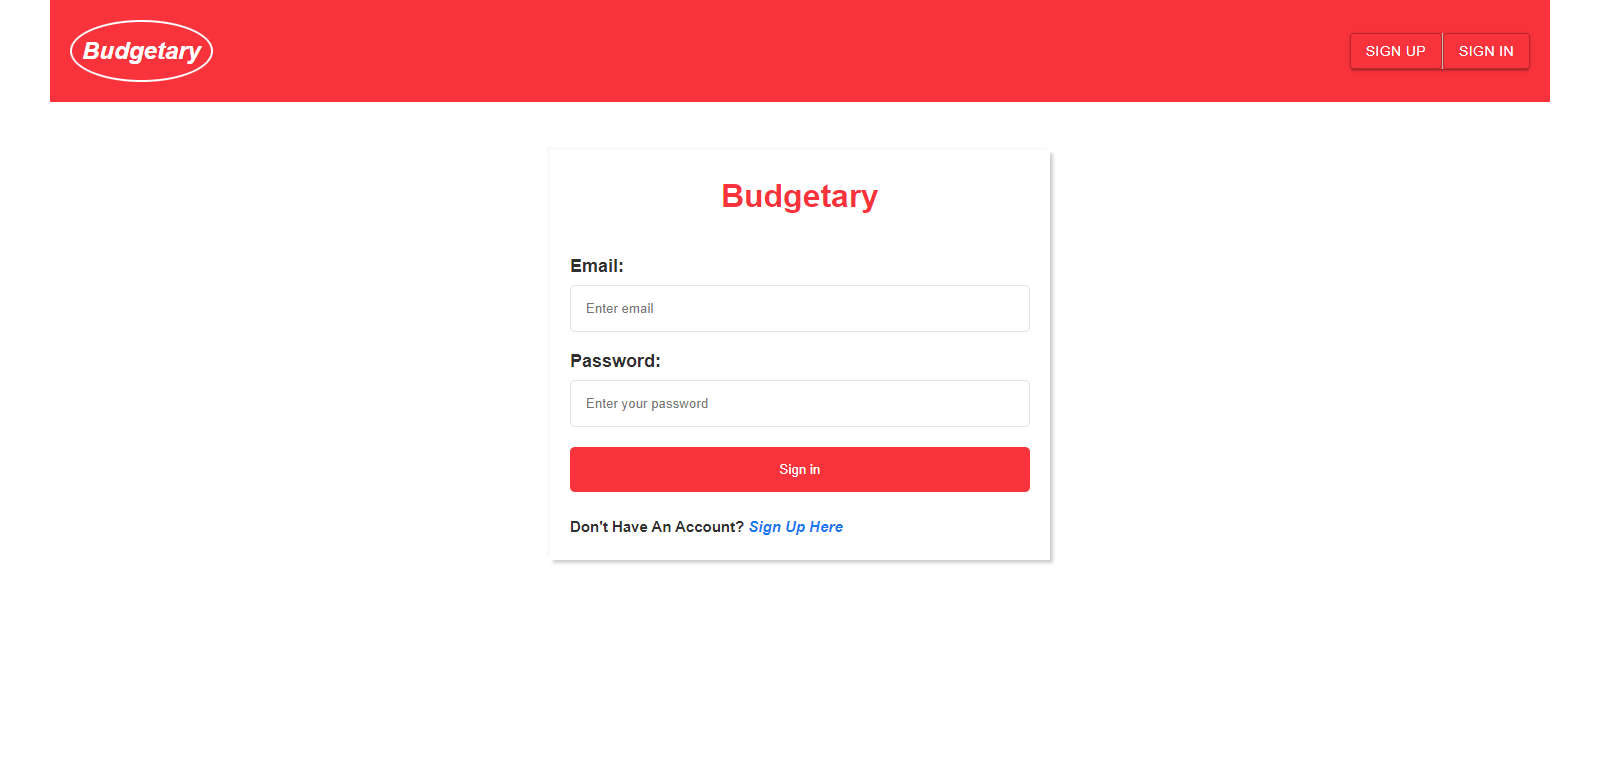 Budgetary
SIGN UP SIGN IN
Budgetary
Email:
Enter email
Password:
Enter your password
Sign in
Don't Have An Account? Sign Up Here